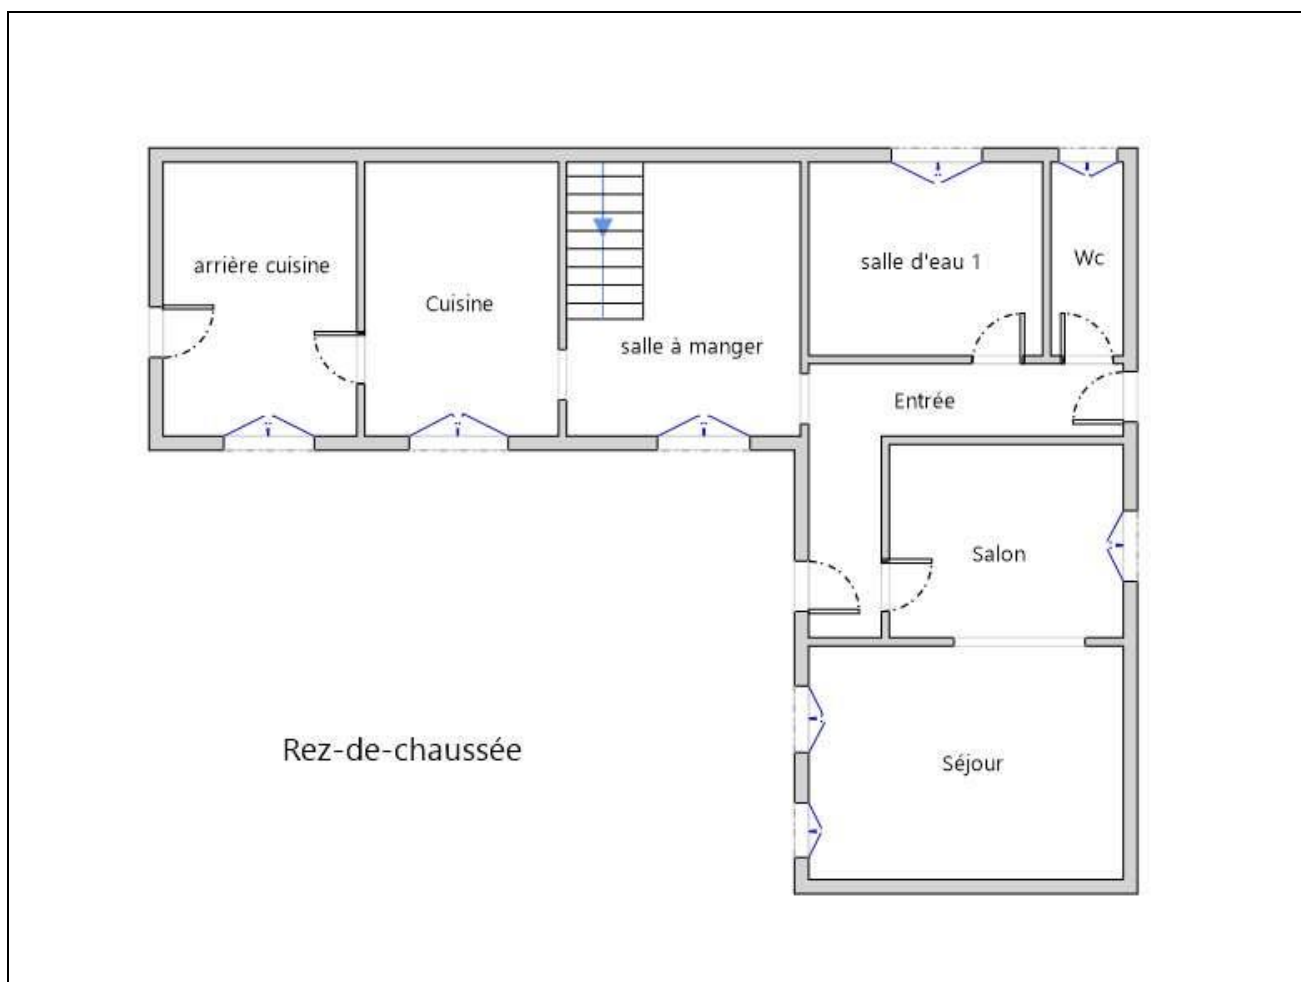 arrière cuisine
Cuisine
salle à manger
salle d'eau 1
Wc
Entrée
Salon
Séjour
Rez-de-chaussée